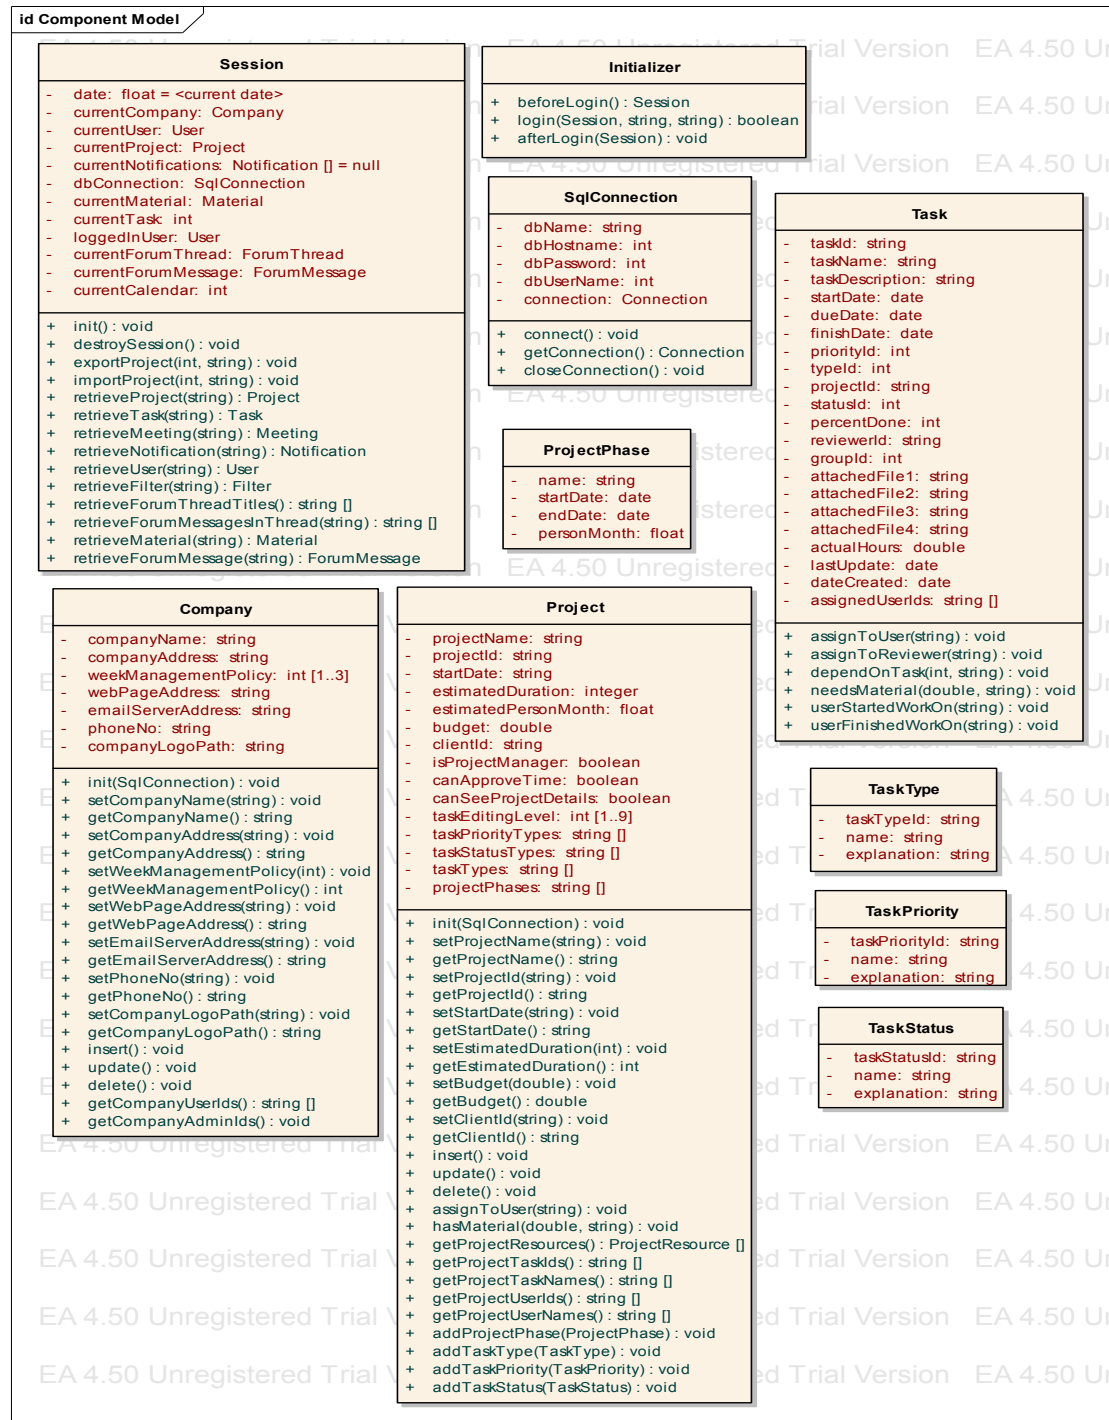 id Component Model
Session
- date: float = <current date>
- currentCompany: Company
- currentUser: User
- currentProject: Project
- currentNotifications: Notification [] = null
- dbConnection: SqlConnection
- currentMaterial: Material
- currentTask: int
- loggedInUser: User
- currentForumThread: ForumThread
- currentForumMessage: ForumMessage
- currentCalendar: int
+ init() : void
+ destroySession() : void
+ exportProject(int, string) : void
+ importProject(int, string) : void
+ retrieveProject(string) : Project
+ retrieveTask(string) : Task
+ retrieveMeeting(string) : Meeting
+ retrieveNotification(string) : Notification
+ retrieveUser(string) : User
+ retrieveFilter(string) : Filter
+ retrieveForumThreadTitles() : string []
+ retrieveForumMessagesInThread(string) : string []
+ retrieveMaterial(string) : Material
+ retrieveForumMessage(string) : ForumMessage
Initializer
+ beforeLogin() : Session
+ login(Session, string, string) : boolean
+ afterLogin(Session) : void
SqlConnection
- dbName: string
- dbHostname: int
- dbPassword: int
- dbUserName: int
- connection: Connection
+ connect() : void
+ getConnection() : Connection
+ closeConnection() : void
ProjectPhase
- name: string
- startDate: date
- endDate: date
- personMonth: float
Task
- taskId: string
- taskName: string
- taskDescription: string
- startDate: date
- dueDate: date
- finishDate: date
- priorityId: int
- typeId: int
- projectId: string
- statusId: int
- percentDone: int
- reviewerId: string
- groupId: int
- attachedFile1: string
- attachedFile2: string
- attachedFile3: string
- attachedFile4: string
- actualHours: double
- lastUpdate: date
- dateCreated: date
- assignedUserIds: string []
+ assignToUser(string) : void
+ assignToReviewer(string) : void
+ dependOnTask(int, string) : void
+ needsMaterial(double, string) : void
+ userStartedWorkOn(string) : void
+ userFinishedWorkOn(string) : void
Company
- companyName: string
- companyAddress: string
- weekManagementPolicy: int [1..3]
- webPageAddress: string
- emailServerAddress: string
- phoneNo: string
- companyLogoPath: string
+ init(SqlConnection) : void
+ setCompanyName(string) : void
+ getCompanyName() : string
+ setCompanyAddress(string) : void
+ getCompanyAddress() : string
+ setWeekManagementPolicy(int) : void
+ getWeekManagementPolicy() : int
+ setWebPageAddress(string) : void
+ getWebPageAddress() : string
+ setEmailServerAddress(string) : void
+ getEmailServerAddress() : string
+ setPhoneNo(string) : void
+ getPhoneNo() : string
+ setCompanyLogoPath(string) : void
+ getCompanyLogoPath() : string
+ insert() : void
+ update() : void
+ delete() : void
+ getCompanyUserIds() : string []
+ getCompanyAdminIds() : void
Project
- projectName: string
- projectId: string
- startDate: string
- estimatedDuration: integer
- estimatedPersonMonth: float
- budget: double
- clientId: string
- isProjectManager: boolean
- canApproveTime: boolean
- canSeeProjectDetails: boolean
- taskEditingLevel: int [1..9]
- taskPriorityTypes: string []
- taskStatusTypes: string []
- taskTypes: string []
- projectPhases: string []
+ init(SqlConnection) : void
+ setProjectName(string) : void
+ getProjectName() : string
+ setProjectId(string) : void
+ getProjectId() : string
+ setStartDate(string) : void
+ getStartDate() : string
+ setEstimatedDuration(int) : void
+ getEstimatedDuration() : int
+ setBudget(double) : void
+ getBudget() : double
+ setClientId(string) : void
+ getClientId() : string
+ insert() : void
+ update() : void
+ delete() : void
+ assignToUser(string) : void
+ hasMaterial(double, string) : void
+ getProjectResources() : ProjectResource []
+ getProjectTaskIds() : string []
+ getProjectTaskNames() : string []
+ getProjectUserIds() : string []
+ getProjectUserNames() : string []
+ addProjectPhase(ProjectPhase) : void
+ addTaskType(TaskType) : void
+ addTaskPriority(TaskPriority) : void
+ addTaskStatus(TaskStatus) : void
TaskType
- taskTypeId: string
- name: string
- explanation: string
TaskPriority
- taskPriorityId: string
- name: string
- explanation: string
TaskStatus
- taskStatusId: string
- name: string
- explanation: string
EA 4.50 Unregistered Trial Version EA 4.50